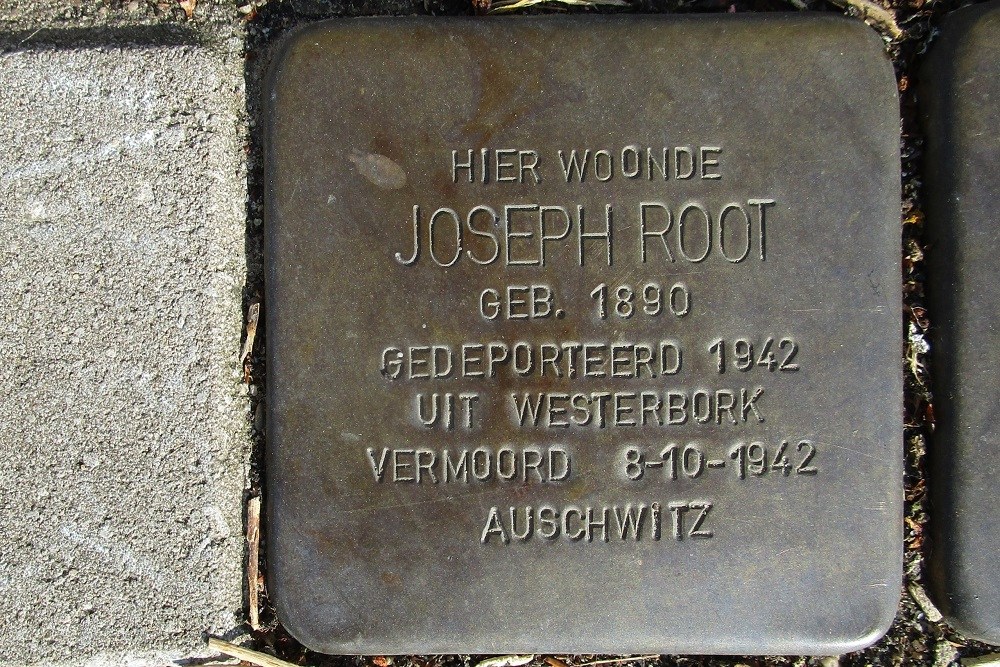 HIER WOONDE
JOSEPH ROOT
GEB. 1890
GEDEPORTEERD 1942
UIT WESTERBORK
VERMOORD 8-10-1942
AUSCHWITZ